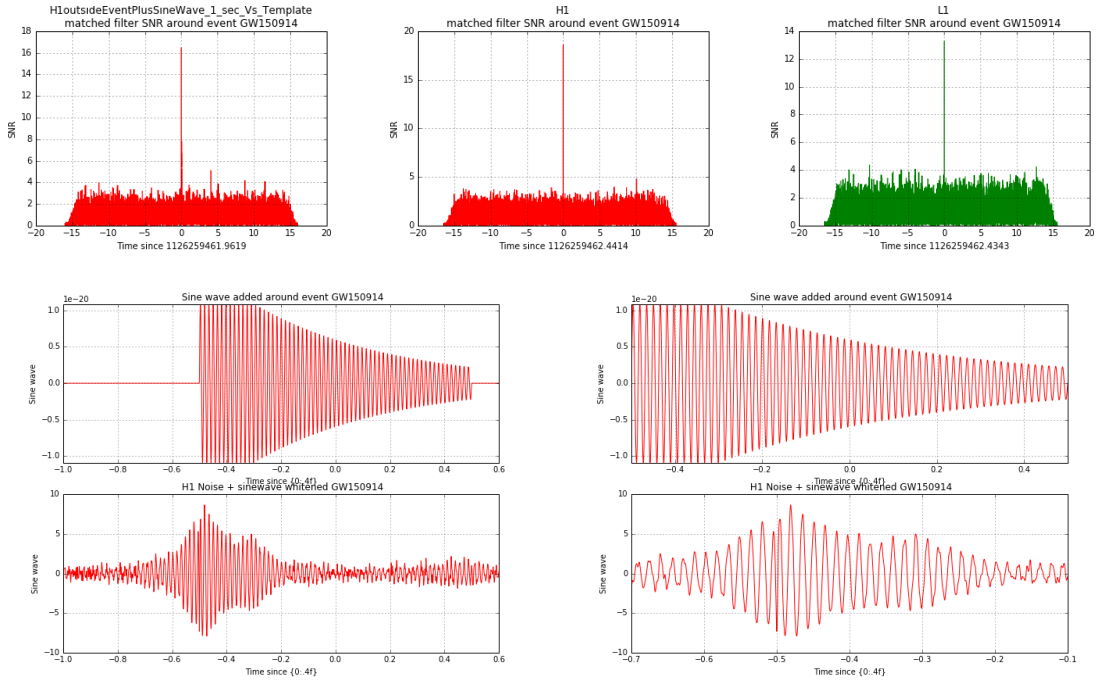 H1outsideEventPlusSineWave_1_sec_Vs_Template
matched filter SNR around event GW150914
18
16
14
12
10
8
6
4
2
0
SNR
−20 −15 −10 −5 0 5 10 15 20
Time since 1126259461.9619
H1
matched filter SNR around event GW150914
20
15
10
5
0
SNR
−20 −15 −10 −5 0 5 10 15 20
Time since 1126259462.4414
L1
matched filter SNR around event GW150914
14
12
10
8
6
4
2
0
SNR
−20 −15 −10 −5 0 5 10 15 20
Time since 1126259462.4343
1e−20
Sine wave added around event GW150914
1.0
0.5
0.0
−0.5
−1.0
Sine wave
−1.0 −0.8 −0.6 −0.4 −0.2 0.0 0.2 0.4 0.6
Time since {0:.4f}
1e−20
Sine wave added around event GW150914
1.0
0.5
0.0
−0.5
−1.0
Sine wave
−0.4 −0.2 0.0 0.2 0.4
Time since {0:.4f}
H1 Noise + sinewave whitened GW150914
10
5
0
−5
−10
Sine wave
−1.0 −0.8 −0.6 −0.4 −0.2 0.0 0.2 0.4 0.6
Time since {0:.4f}
H1 Noise + sinewave whitened GW150914
10
5
0
−5
−10
Sine wave
−0.7 −0.6 −0.5 −0.4 −0.3 −0.2 −0.1
Time since {0:.4f}